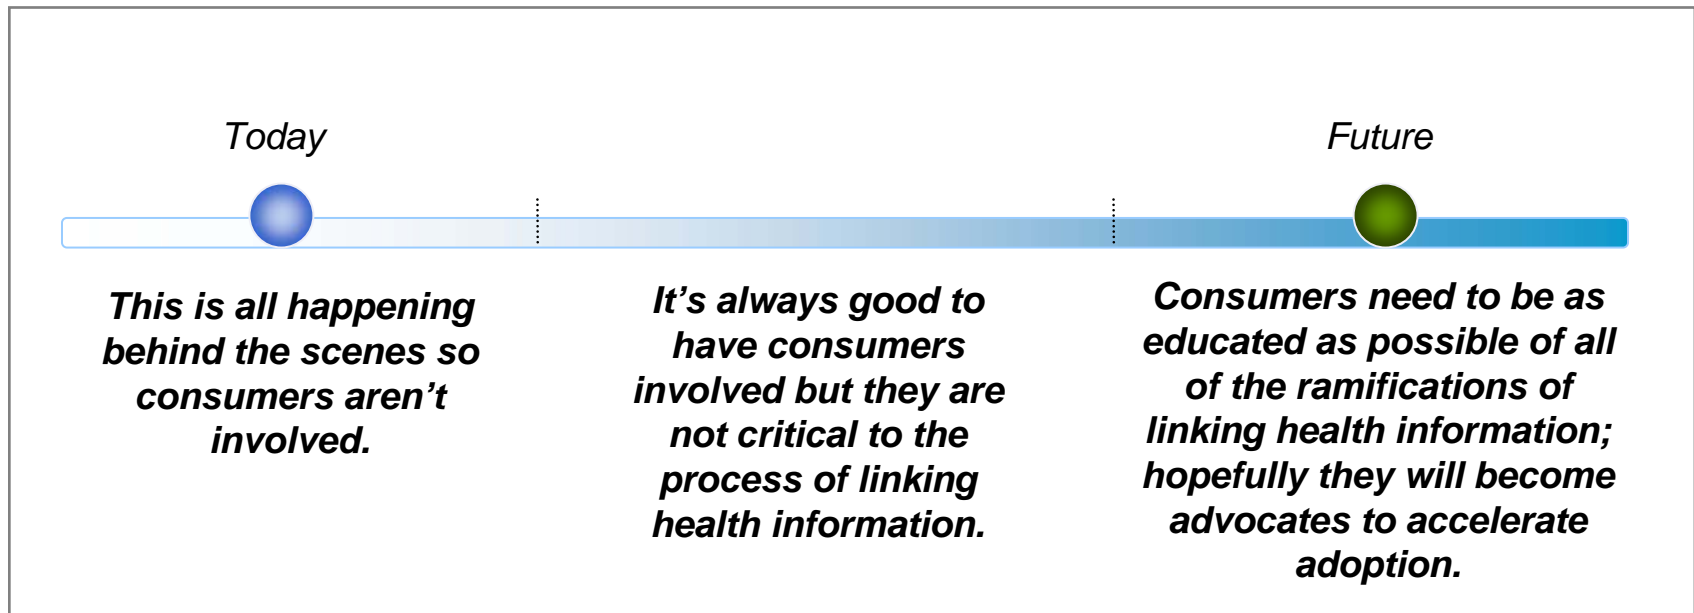 Today
Future
This is all happening
behind the scenes so
consumers aren’t
involved.
It’s always good to
have consumers
involved but they are
not critical to the
process of linking
health information.
Consumers need to be as
educated as possible of all
of the ramifications of
linking health information;
hopefully they will become
advocates to accelerate
adoption.